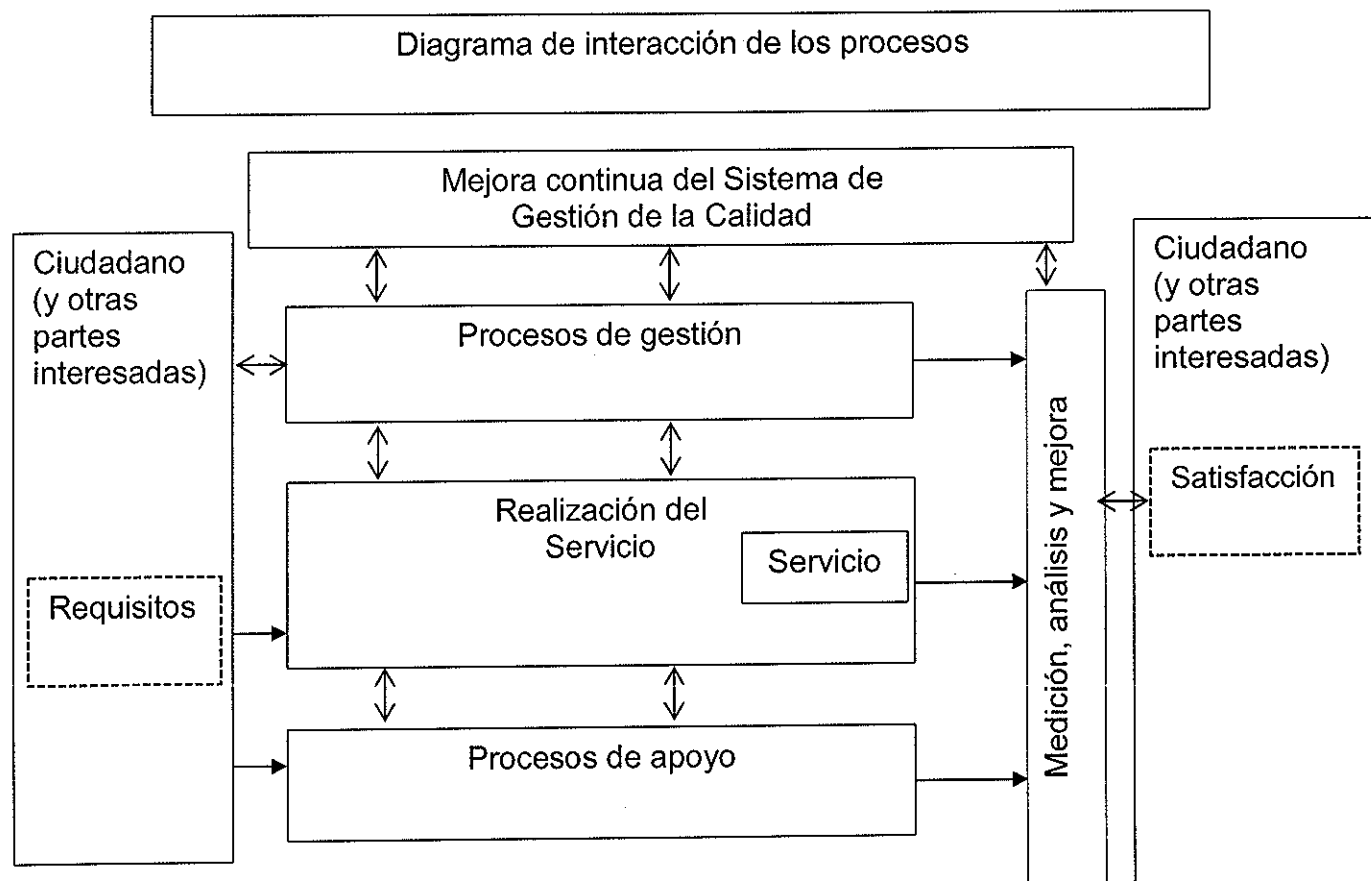 Diagrama de interacción de los procesos
Mejora continua del Sistema de
Gestión de la Calidad
Ciudadano
(y otras
partes
interesadas)
Requisitos
Procesos de gestión
Realización del
Servicio
Servicio
Procesos de apoyo
Medición, análisis y mejora
Ciudadano
(y otras
partes
interesadas)
Satisfacción